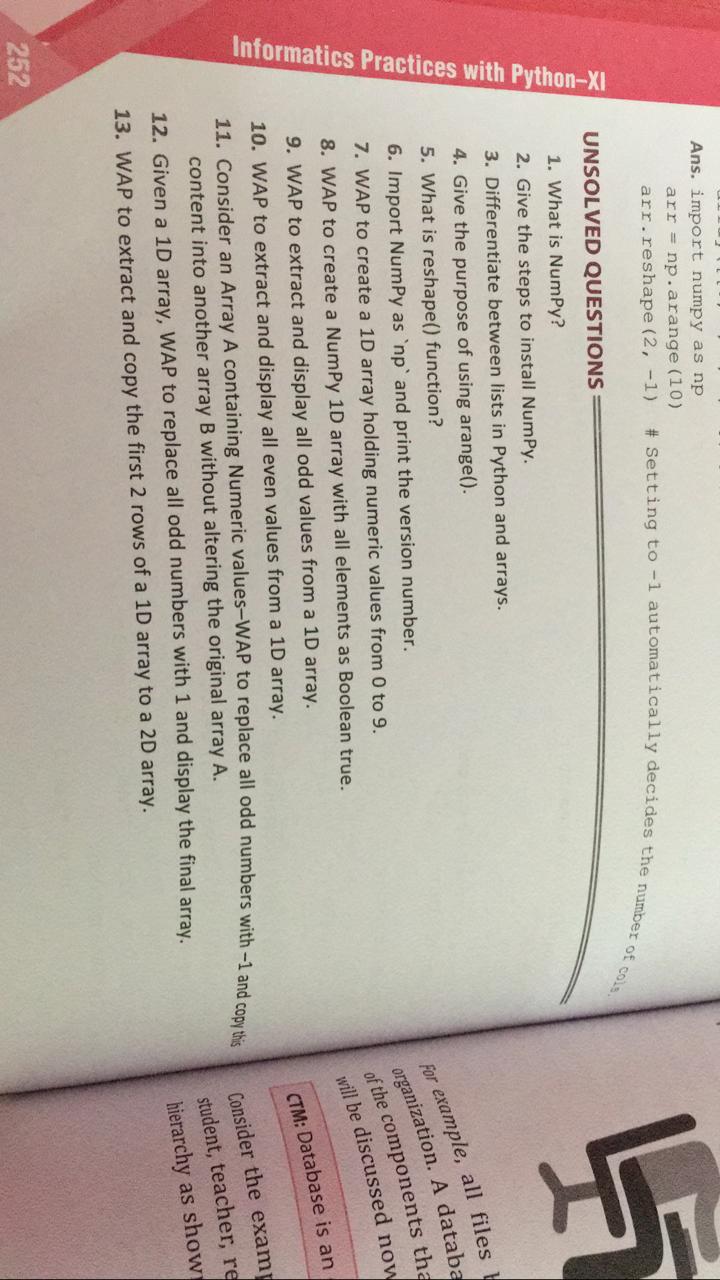 Informatics Practices with Python–XI
Ans. import numpy as np
arr = np.arange(10)
arr.reshape(2, -1) # Setting to -1 automatically decides the number of cols.
UNSOLVED QUESTIONS
1. What is NumPy?
2. Give the steps to install NumPy.
3. Differentiate between lists in Python and arrays.
4. Give the purpose of using arange().
5. What is reshape() function?
6. Import NumPy as `np` and print the version number.
7. WAP to create a 1D array holding numeric values from 0 to 9.
8. WAP to create a NumPy 1D array with all elements as Boolean true.
9. WAP to extract and display all odd values from a 1D array.
10. WAP to extract and display all even values from a 1D array.
11. Consider an Array A containing Numeric values–WAP to replace all odd numbers with –1 and copy this
content into another array B without altering the original array A.
12. Given a 1D array, WAP to replace all odd numbers with 1 and display the final array.
13. WAP to extract and copy the first 2 rows of a 1D array to a 2D array.
252
For example, all files
organization. A databa
of the components tha
will be discussed now
CTM: Database is an
Consider the examp
student, teacher, re
hierarchy as show